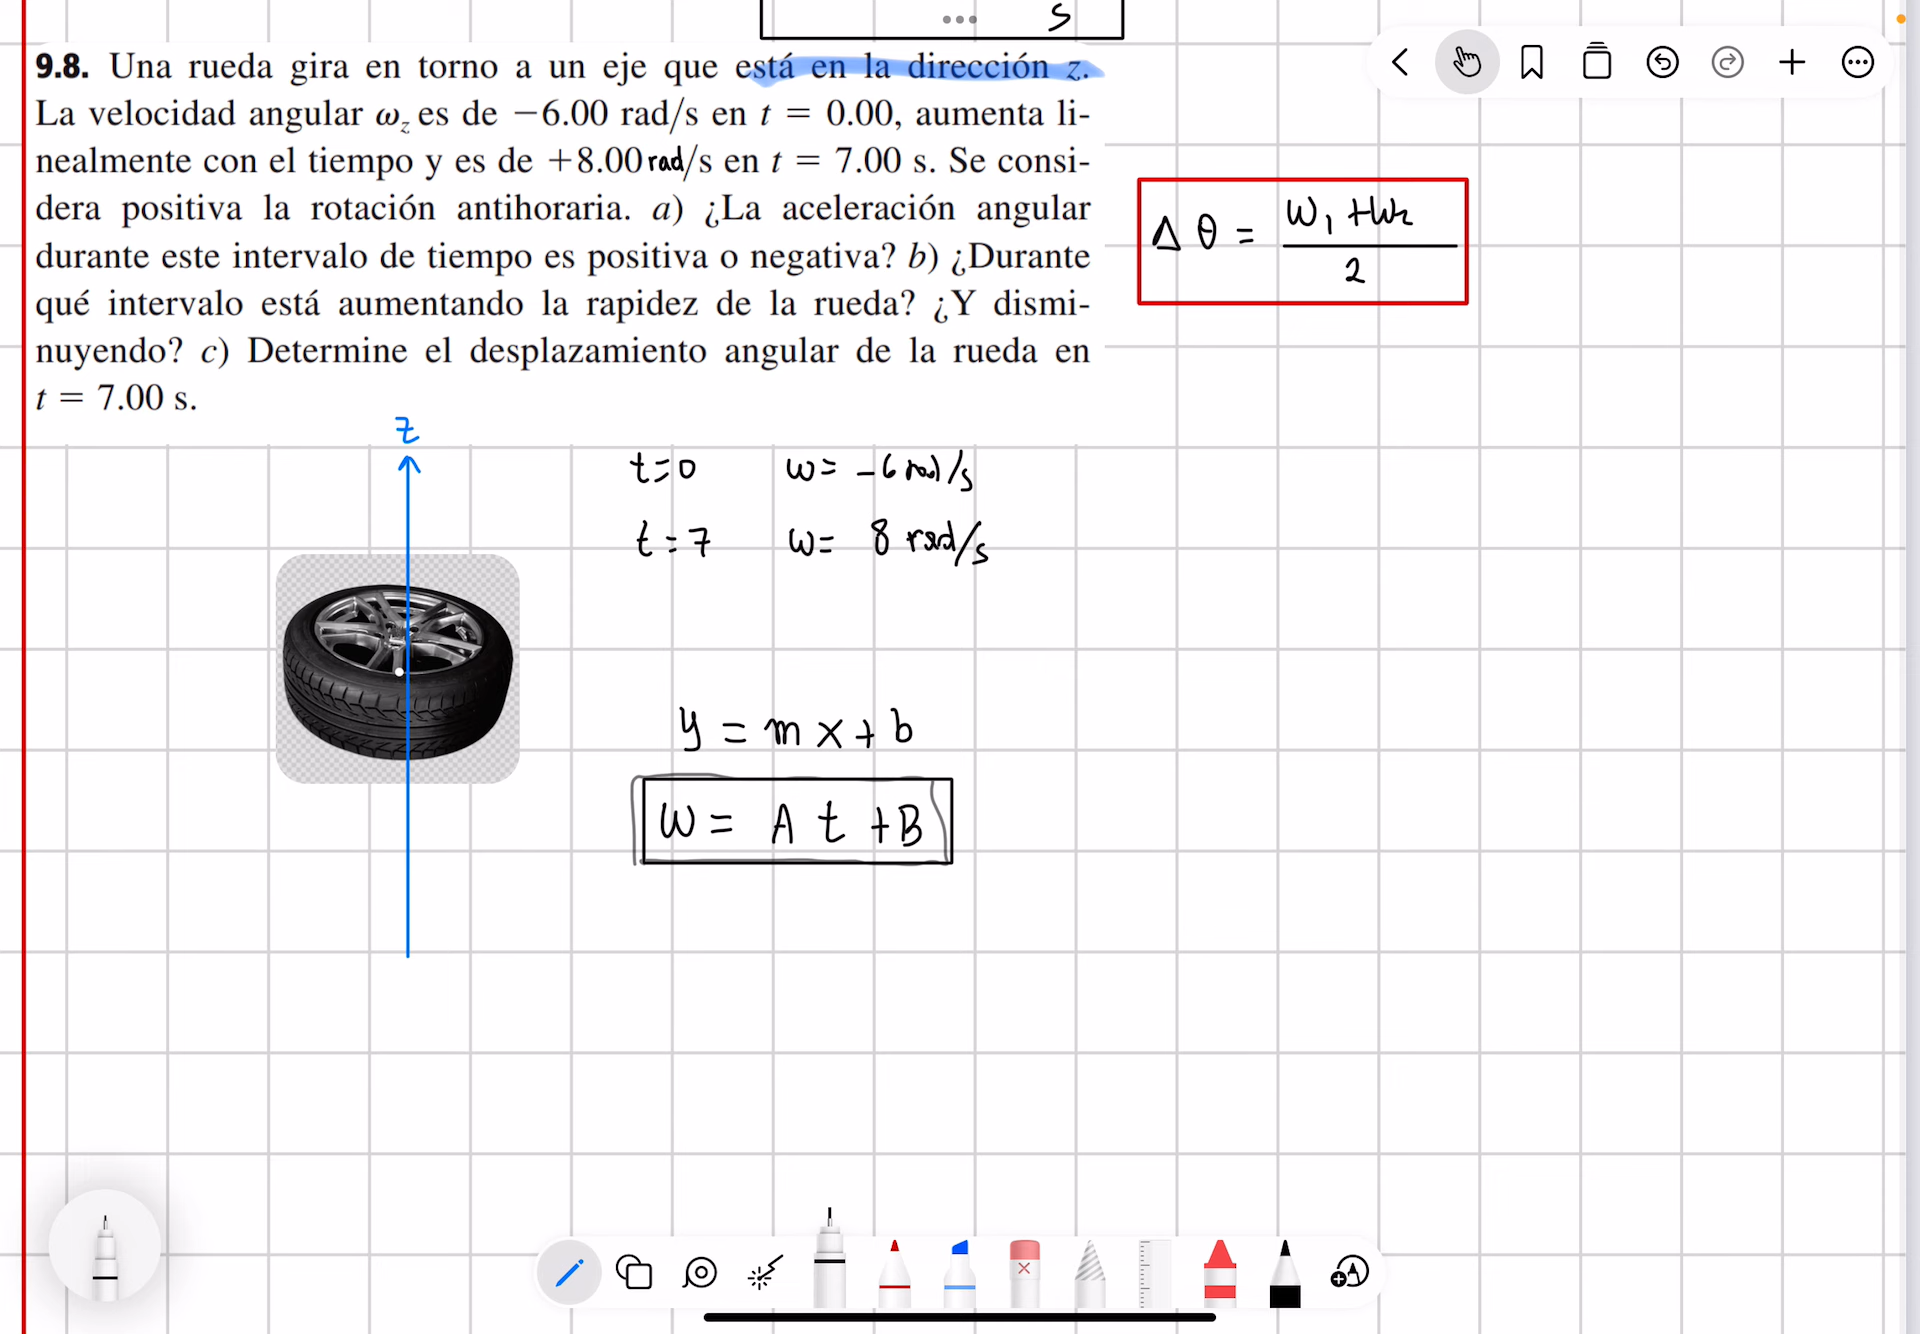 s
9.8. Una rueda gira en torno a un eje que está en la dirección z.
La velocidad angular ωz es de −6.00 rad/s en t = 0.00, aumenta li-
nealmente con el tiempo y es de +8.00 rad/s en t = 7.00 s. Se consi-
dera positiva la rotación antihoraria. a) ¿La aceleración angular
durante este intervalo de tiempo es positiva o negativa? b) ¿Durante
qué intervalo está aumentando la rapidez de la rueda? ¿Y dismi-
nuyendo? c) Determine el desplazamiento angular de la rueda en
t = 7.00 s.
Δθ = w1 + w2
2
z
t=0 w= -6 rad/s
t=7 w= 8 rad/s
y = mx+b
w= A t +B